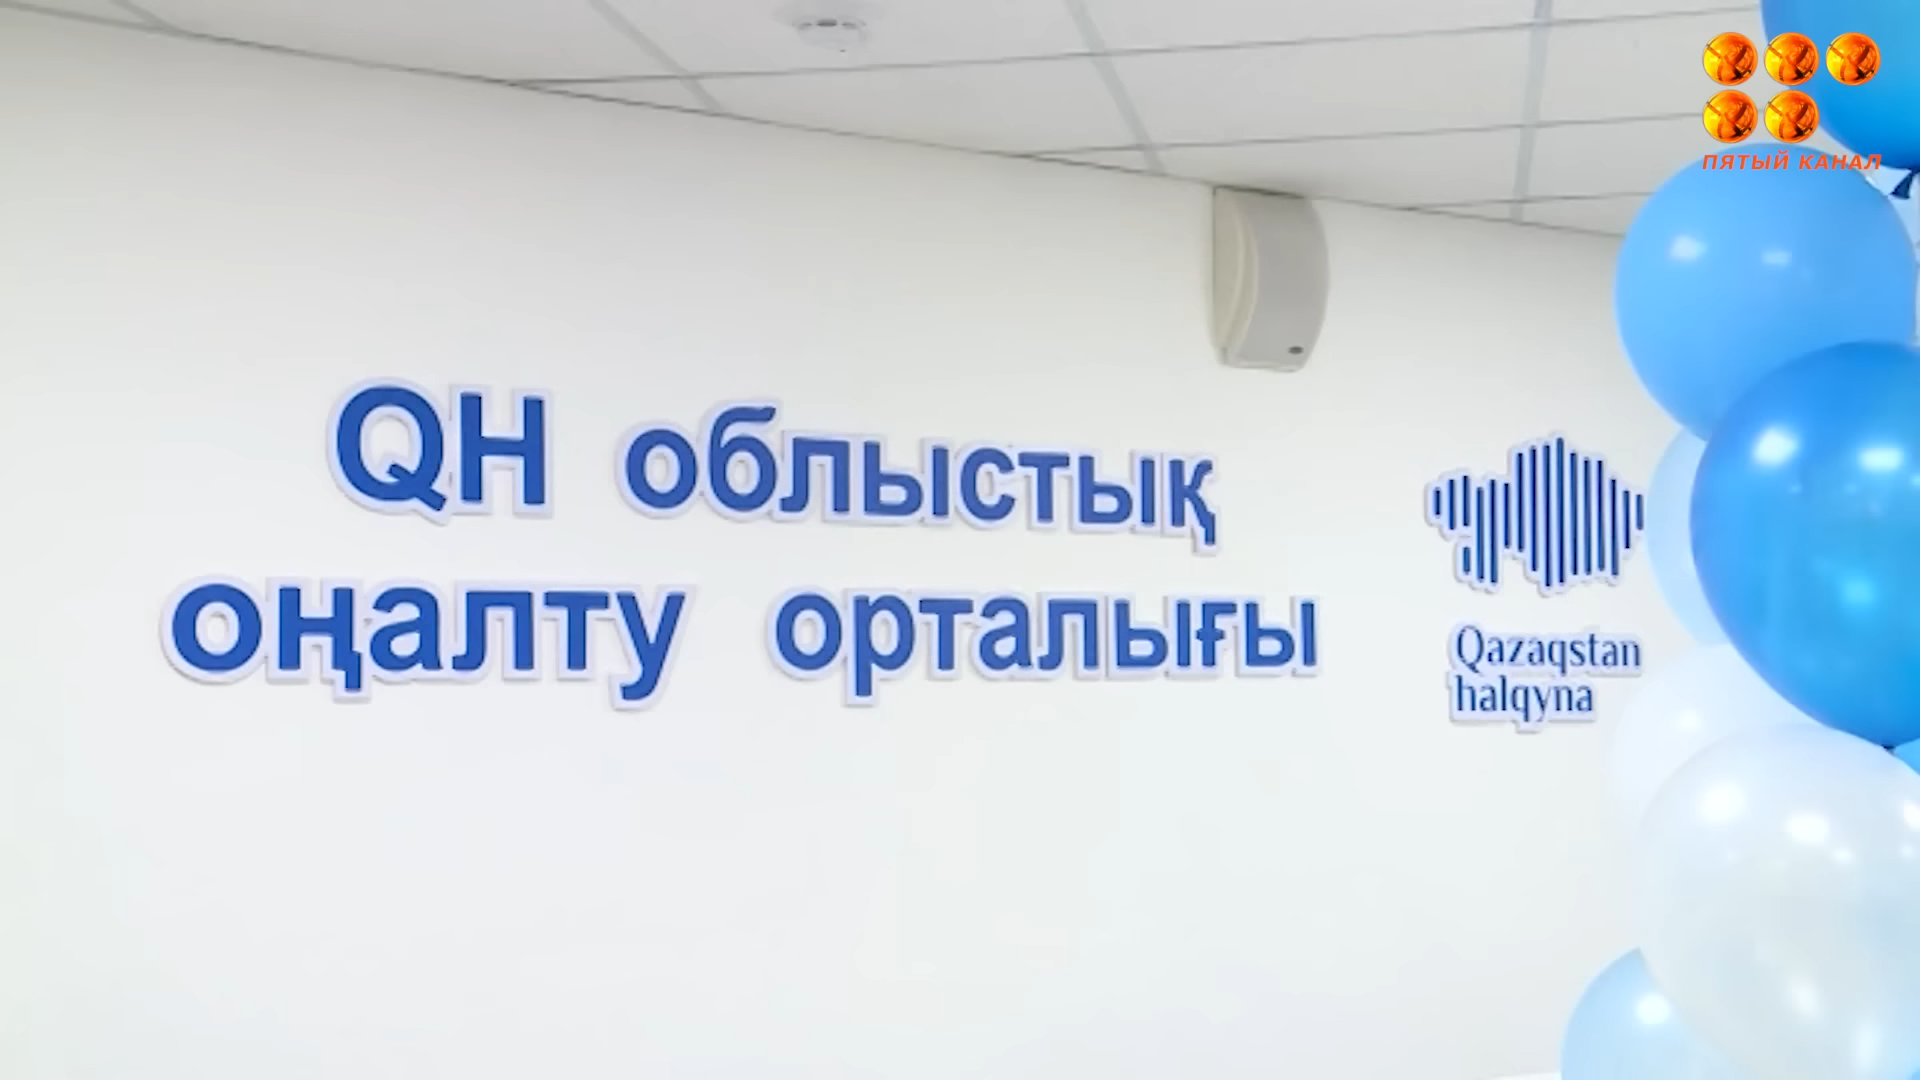 ПЯТЫЙ КАНАЛ
QH облыстық
оңалту орталығы
Qazaqstan
halqyna